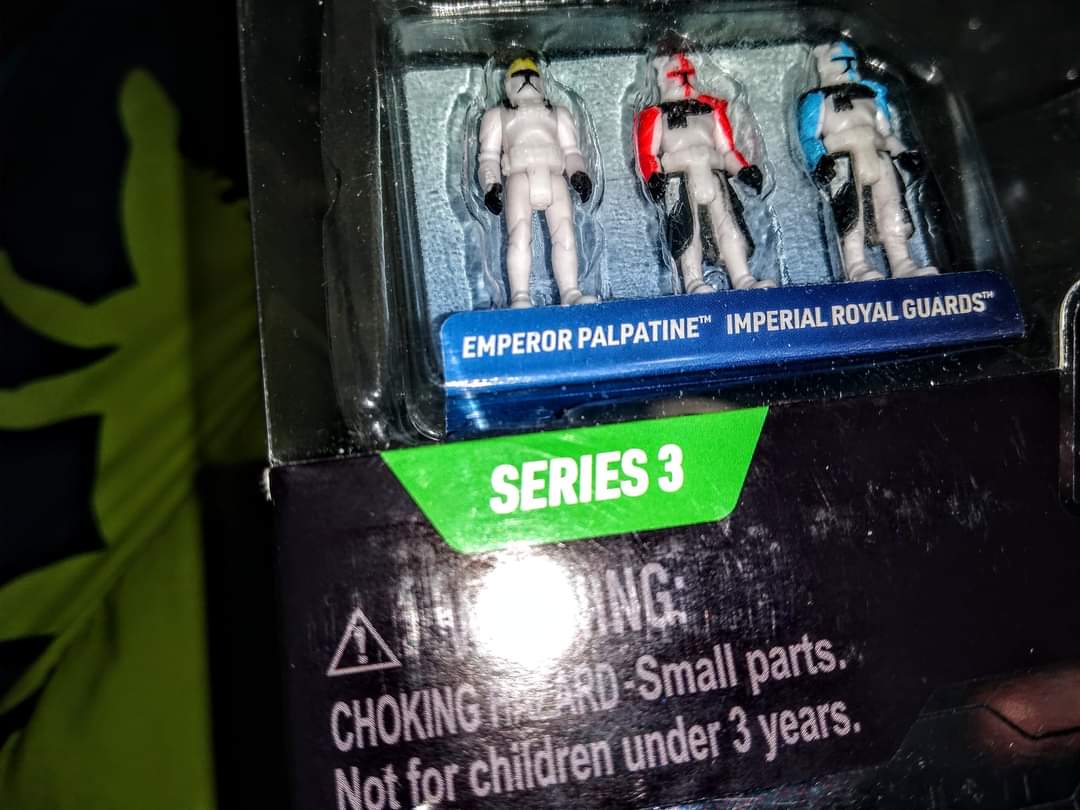 EMPEROR PALPATINE™ IMPERIAL ROYAL GUARDS™
SERIES 3
CHOKING HAZARD-Small parts.
Not for children under 3 years.